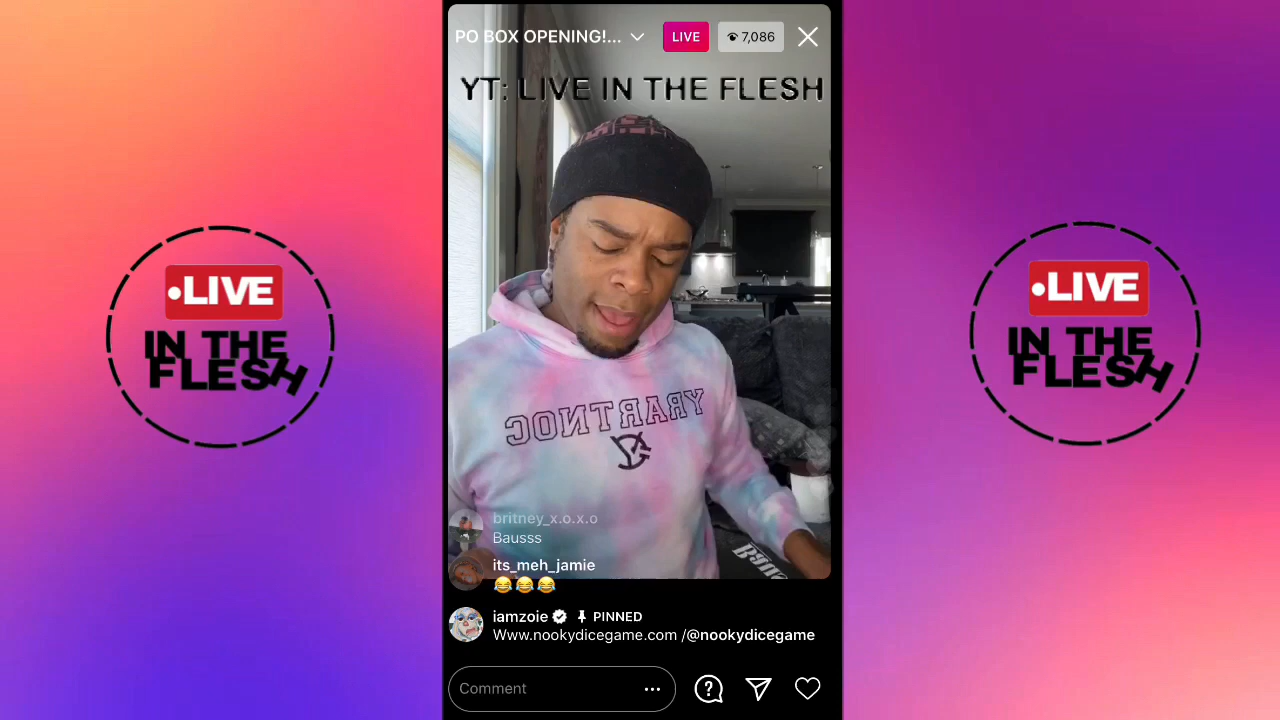 PO BOX OPENING!...
LIVE
7,086
YT: LIVE IN THE FLESH
LIVE
IN THE
FLESH
LIVE
IN THE
FLESH
CONTRARY
britney_x.o.x.o
Bausss
its_meh_jamie
😂😂😂
iamzoie PINNED
Www.nookydicegame.com /@nookydicegame
Comment